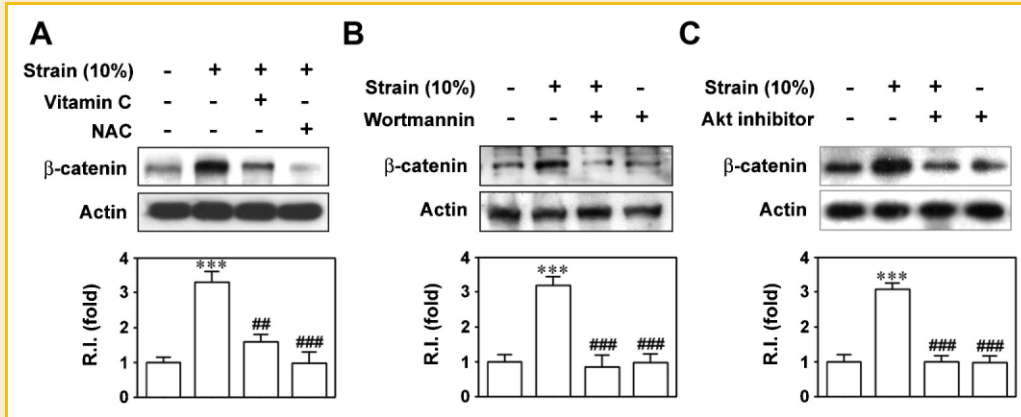 A
Strain (10%) - + + +
Vitamin C - - + -
NAC - - - +
β-catenin
Actin
R.I. (fold)
4
3
2
1
0
***
##
###
B
Strain (10%) - + + -
Wortmannin - - + +
β-catenin
Actin
R.I. (fold)
4
3
2
1
0
***
###
###
C
Strain (10%) - + + -
Akt inhibitor - - + +
β-catenin
Actin
R.I. (fold)
4
3
2
1
0
***
###
###